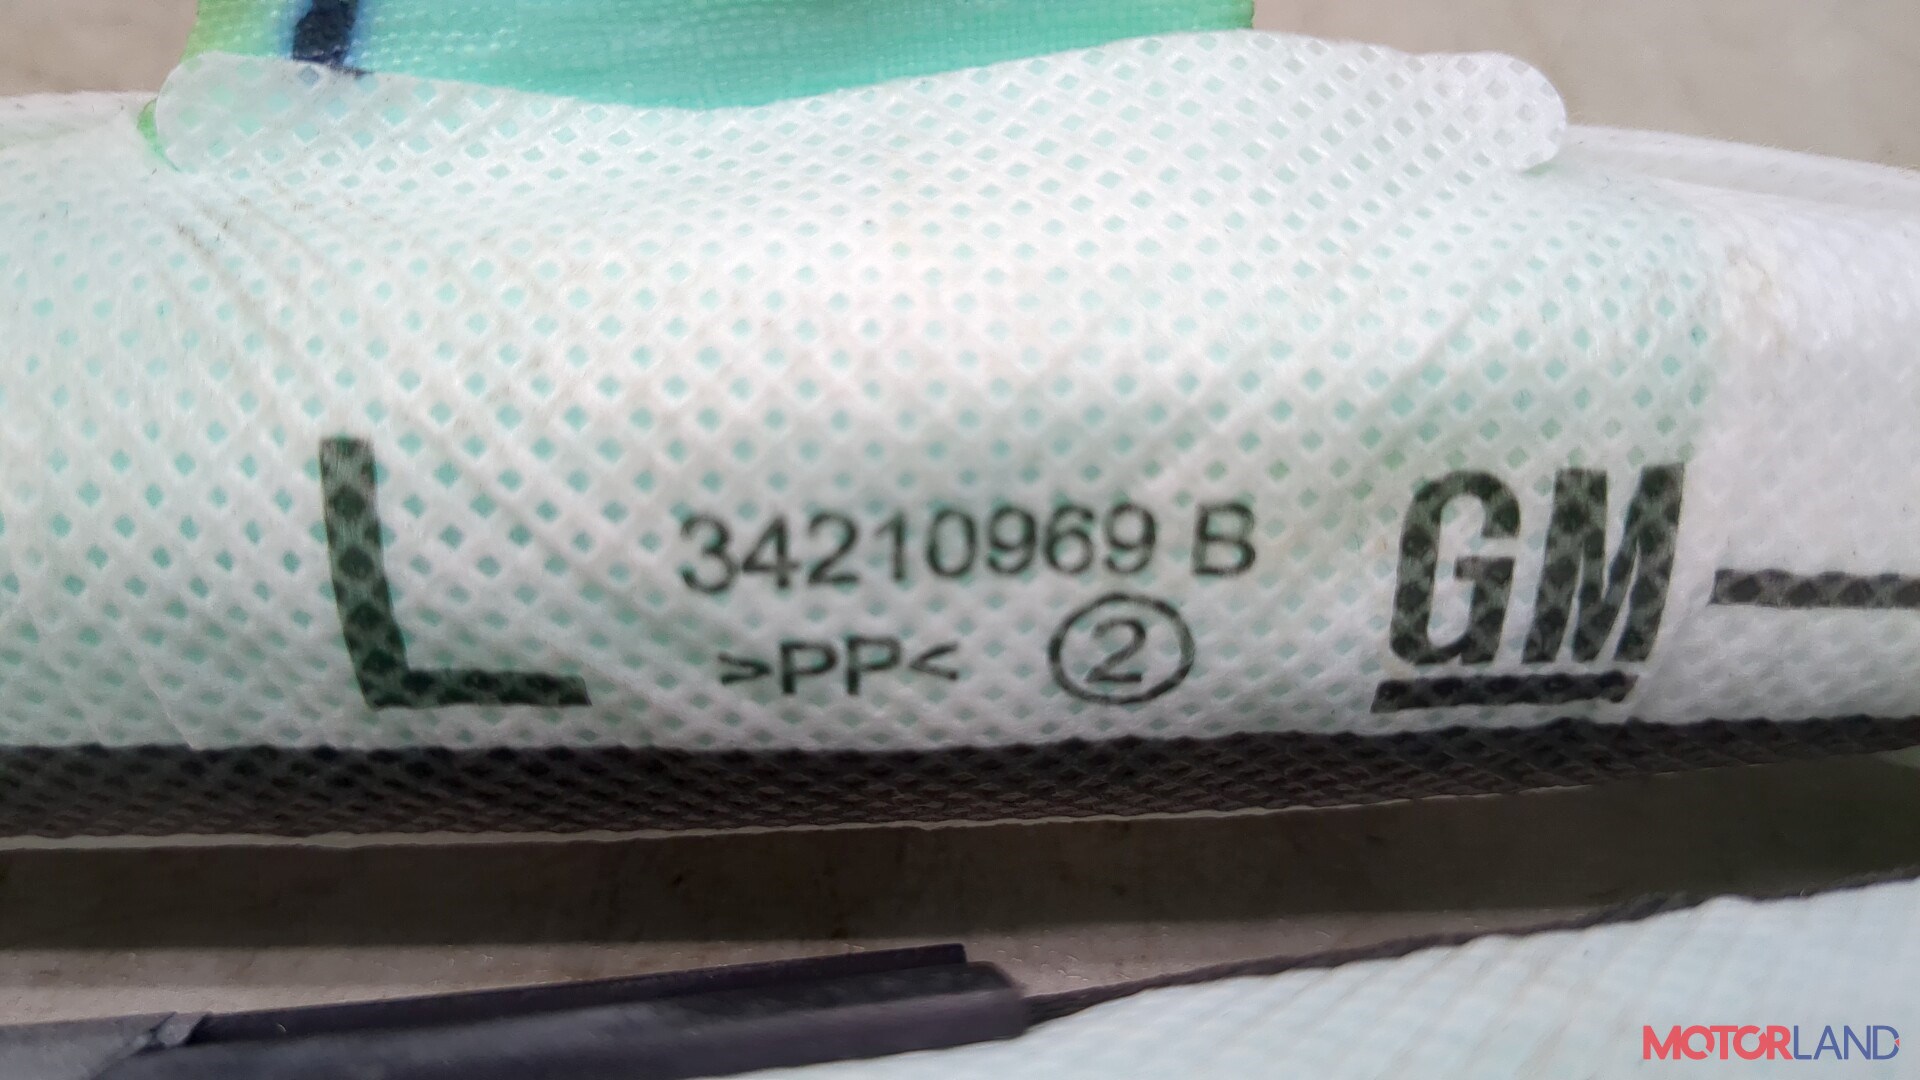 L
34210969 B
>PP< 2
GM
MOTORLAND